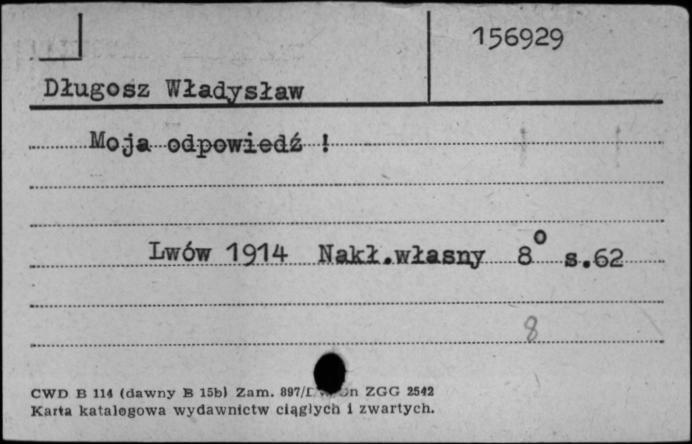 156929
Długosz Władysław
Moja odpowiedź !
Lwów 1914 Nakł.własny 8° s.62
8
CWD B 114 (dawny B 15b) Zam. 897/ ZGG 2542
Karta katalogowa wydawnictw ciągłych i zwartych.